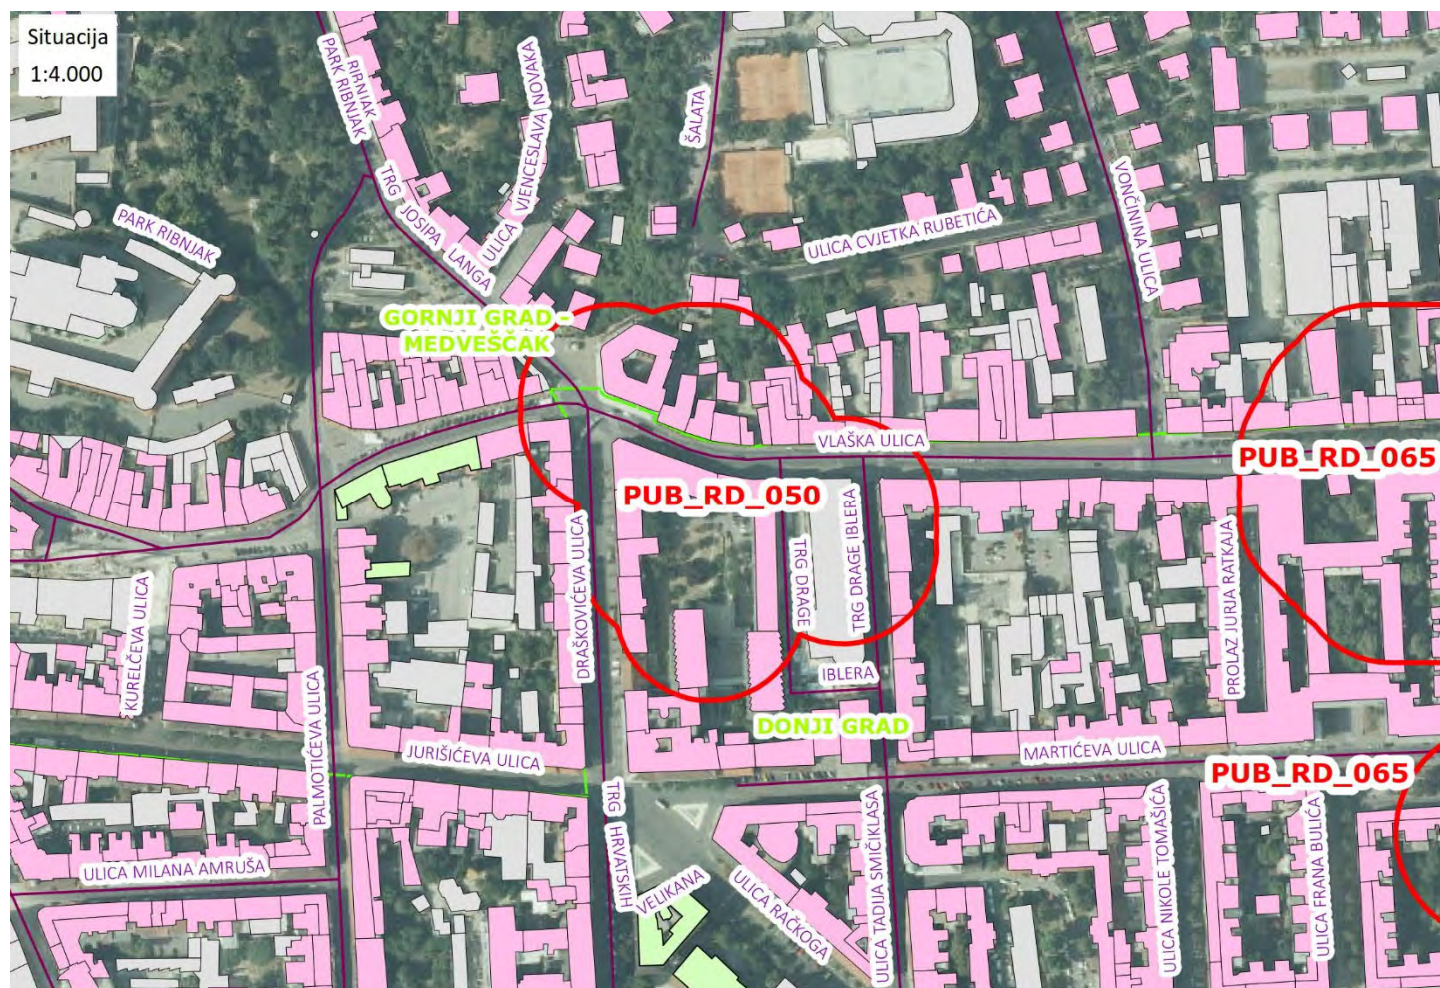 Situacija
1:4.000
RIBNJAK
PARK RIBNJAK
ULICA VJENCESLAVA NOVAKA
ŠALATA
TRG JOSIPA LANGA
VONČININA ULICA
PARK RIBNJAK
ULICA CVJETKA RUBETIĆA
GORNJI GRAD -
MEDVEŠČAK
VLAŠKA ULICA
PUB_RD_065
PUB_RD_050
DRAŠKOVIĆEVA ULICA
TRG DRAGE
TRG DRAGE IBLERA
PROLAZ JURJA RATKAJA
KURELČEVA ULICA
IBLERA
PALMOTIĆEVA ULICA
DONJI GRAD
JURIŠIĆEVA ULICA
MARTIĆEVA ULICA
PUB_RD_065
TRG HRVATSKIH
VELIKANA
ULICA RAČKOGA
ULICA TADIJA SMIČIKLASA
ULICA NIKOLE TOMAŠIĆA
ULICA FRANA BULIĆA
ULICA MILANA AMRUŠA